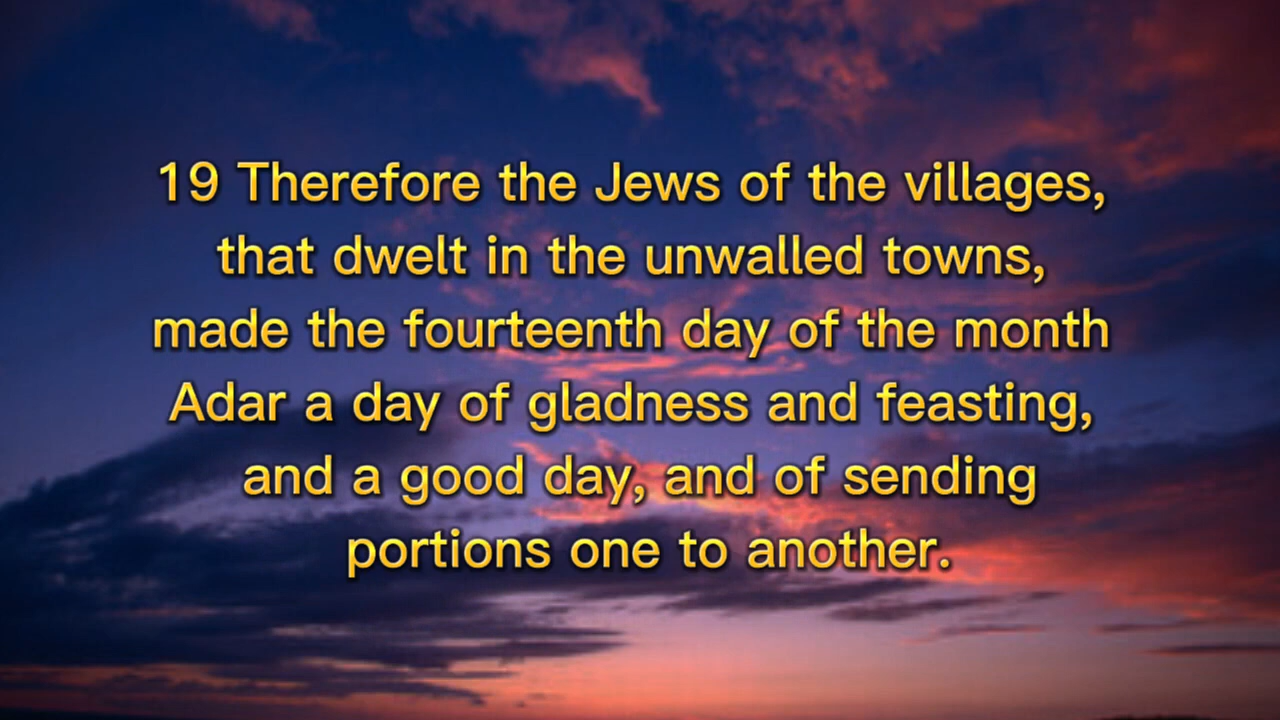 19 Therefore the Jews of the villages,
that dwelt in the unwalled towns,
made the fourteenth day of the month
Adar a day of gladness and feasting,
and a good day, and of sending
portions one to another.